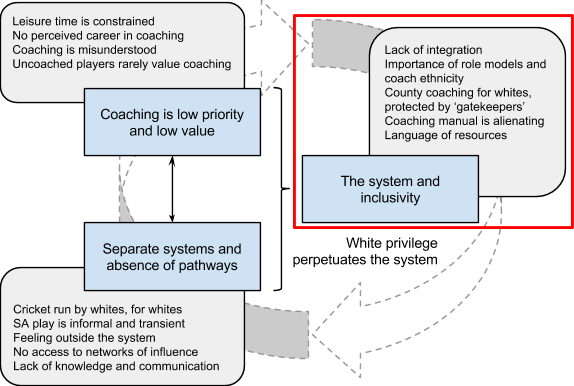 Leisure time is constrained
No perceived career in coaching
Coaching is misunderstood
Uncoached players rarely value coaching
Coaching is low priority
and low value
Lack of integration
Importance of role models and
coach ethnicity
County coaching for whites,
protected by ‘gatekeepers’
Coaching manual is alienating
Language of resources
The system and
inclusivity
White privilege
perpetuates the system
Separate systems and
absence of pathways
Cricket run by whites, for whites
SA play is informal and transient
Feeling outside the system
No access to networks of influence
Lack of knowledge and communication